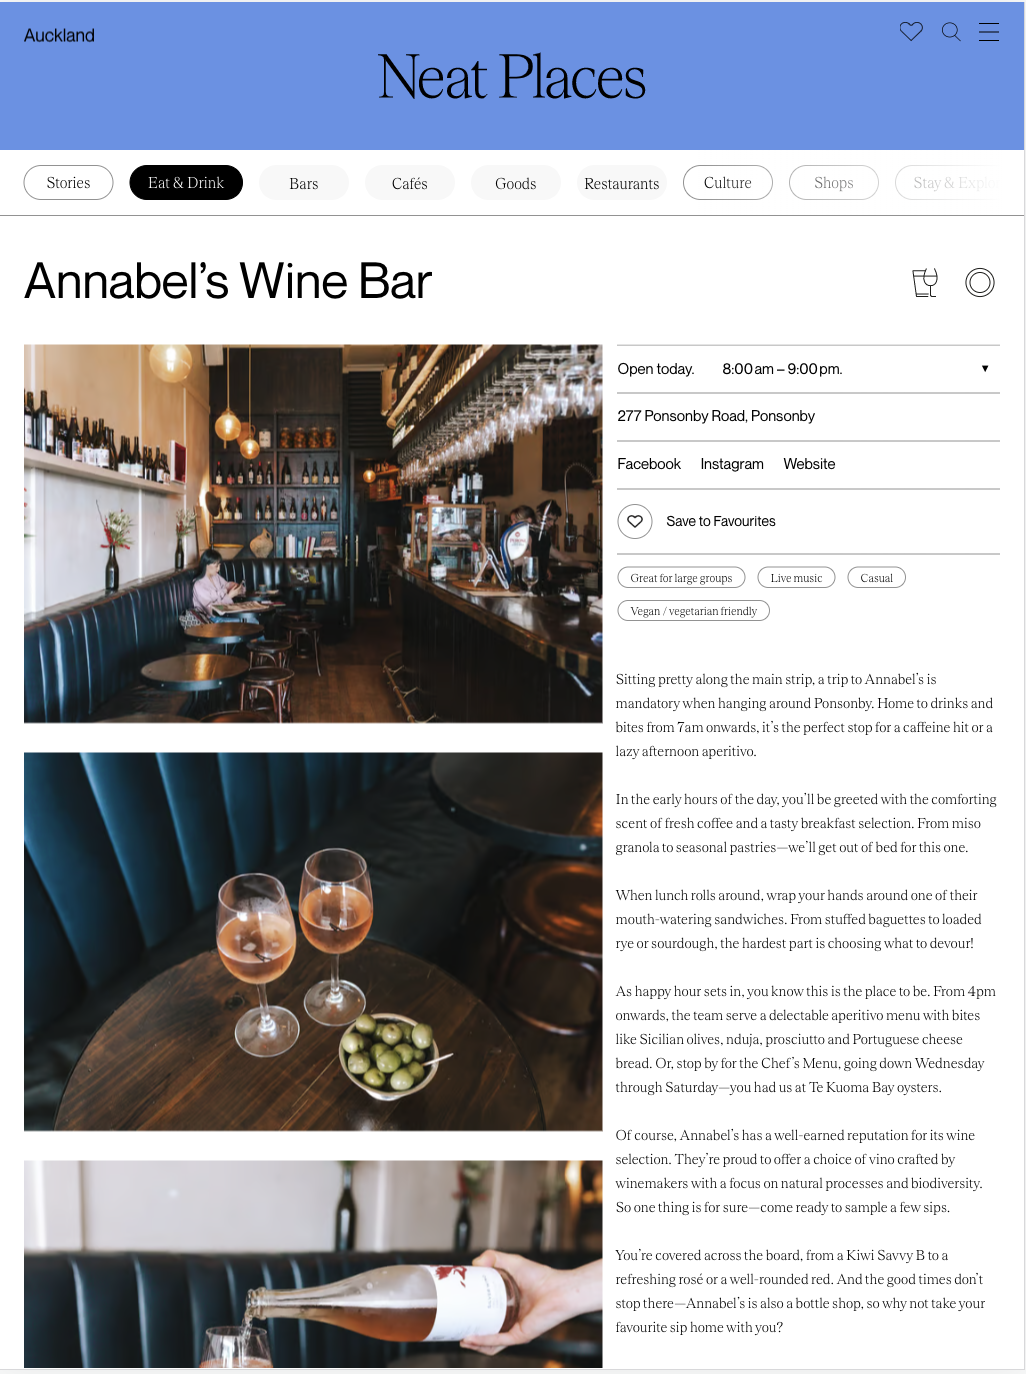 Auckland
Neat Places
Stories
Eat & Drink
Bars
Cafés
Goods
Restaurants
Culture
Shops
Stay &
Annabel’s Wine Bar
Open today. 8:00 am – 9:00 pm.
277 Ponsonby Road, Ponsonby
Facebook Instagram Website
Save to Favourites
Great for large groups
Live music
Casual
Vegan / vegetarian friendly
Sitting pretty along the main strip, a trip to Annabel’s is
mandatory when hanging around Ponsonby. Home to drinks and
bites from 7am onwards, it’s the perfect stop for a caffeine hit or a
lazy afternoon aperitivo.
In the early hours of the day, you’ll be greeted with the comforting
scent of fresh coffee and a tasty breakfast selection. From miso
granola to seasonal pastries—we’ll get out of bed for this one.
When lunch rolls around, wrap your hands around one of their
mouth-watering sandwiches. From stuffed baguettes to loaded
rye or sourdough, the hardest part is choosing what to devour!
As happy hour sets in, you know this is the place to be. From 4pm
onwards, the team serve a delectable aperitivo menu with bites
like Sicilian olives, nduja, prosciutto and Portuguese cheese
bread. Or, stop by for the Chef’s Menu, going down Wednesday
through Saturday—you had us at Te Kuoma Bay oysters.
Of course, Annabel’s has a well-earned reputation for its wine
selection. They’re proud to offer a choice of vino crafted by
winemakers with a focus on natural processes and biodiversity.
So one thing is for sure—come ready to sample a few sips.
You’re covered across the board, from a Kiwi Savvy B to a
refreshing rosé or a well-rounded red. And the good times don’t
stop there—Annabel’s is also a bottle shop, so why not take your
favourite sip home with you?